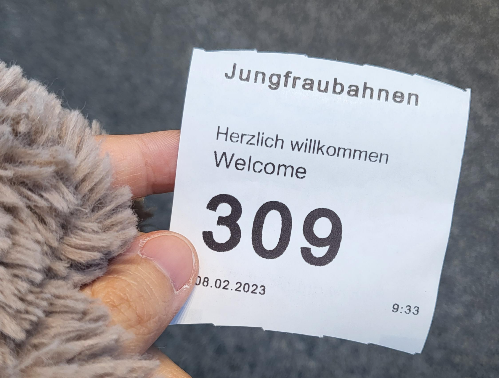 Jungfraubahnen
Herzlich willkommen
Welcome
309
08.02.2023
9:33